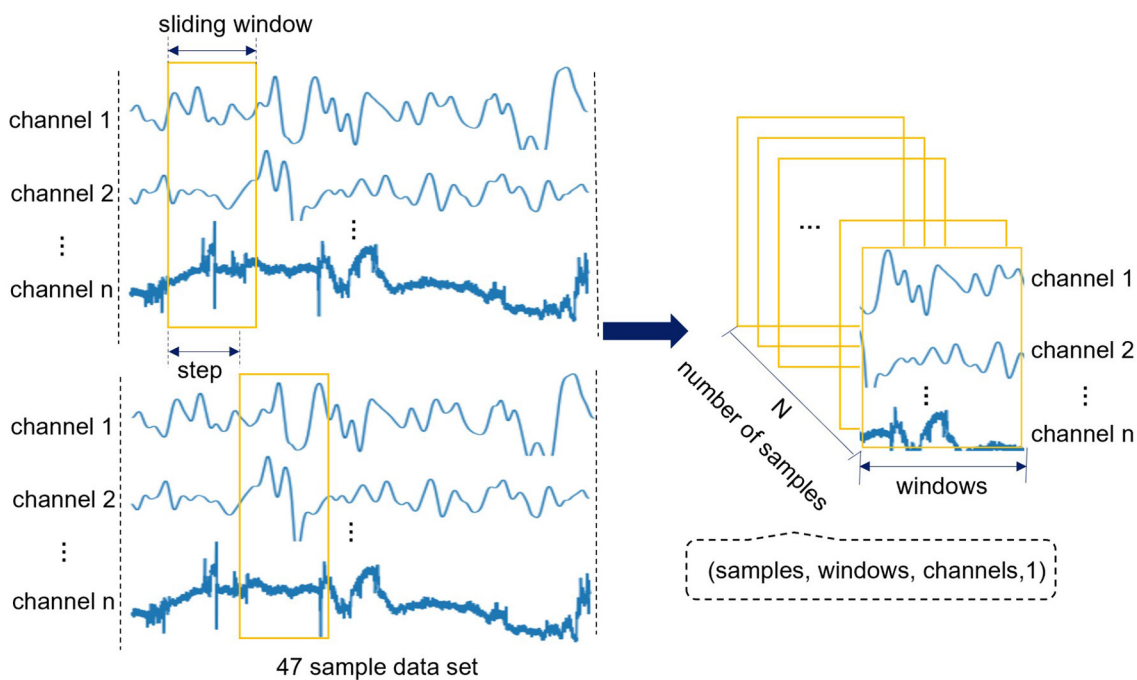 sliding window
channel 1
channel 2
...
...
channel n
step
channel 1
channel 2
...
...
channel n
47 sample data set
...
channel 1
channel 2
...
...
channel n
N
number of samples
windows
(samples, windows, channels,1)